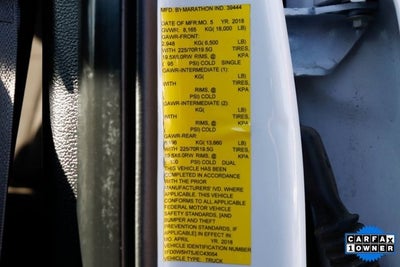 MFD. BY:MARATHON IND. 39444
DATE OF MFR:MO. 5 YR. 2018
GVWR: 8,165 KG( 18,000 LB)
GAWR-FRONT:
2,948 KG( 6,500 LB)
WITH 225/70R19.5G TIRES,
19.5X6.0RW RIMS, @
95 PSI) COLD SINGLE
GAWR-INTERMEDIATE (1):
KG( LB)
WITH TIRES,
RIMS, @
PSI) COLD
GAWR-INTERMEDIATE (2):
KG( LB)
WITH TIRES,
RIMS, @
PSI) COLD
GAWR-REAR
KG( 13,660 LB)
WITH 225/70R19.5G TIRES,
19.5X6.0RW RIMS, @
PSI) COLD DUAL
THIS VEHICLE HAS BEEN
COMPLETED IN ACCORDANCE
WITH THE PRIOR
MANUFACTURERS' IVD, WHERE
APPLICABLE. THIS VEHICLE
CONFORMS TO ALL APPLICABLE
FEDERAL MOTOR VEHICLE
SAFETY STANDARDS, [AND
BUMPER AND THEFT
PREVENTION STANDARDS, IF
APPLICABLE] IN EFFECT IN
MO. APRIL YR. 2018
VEHICLE IDENTIFICATION NUMBER
VEHICLE TYPE: TRUCK
CARFAX
1 OWNER